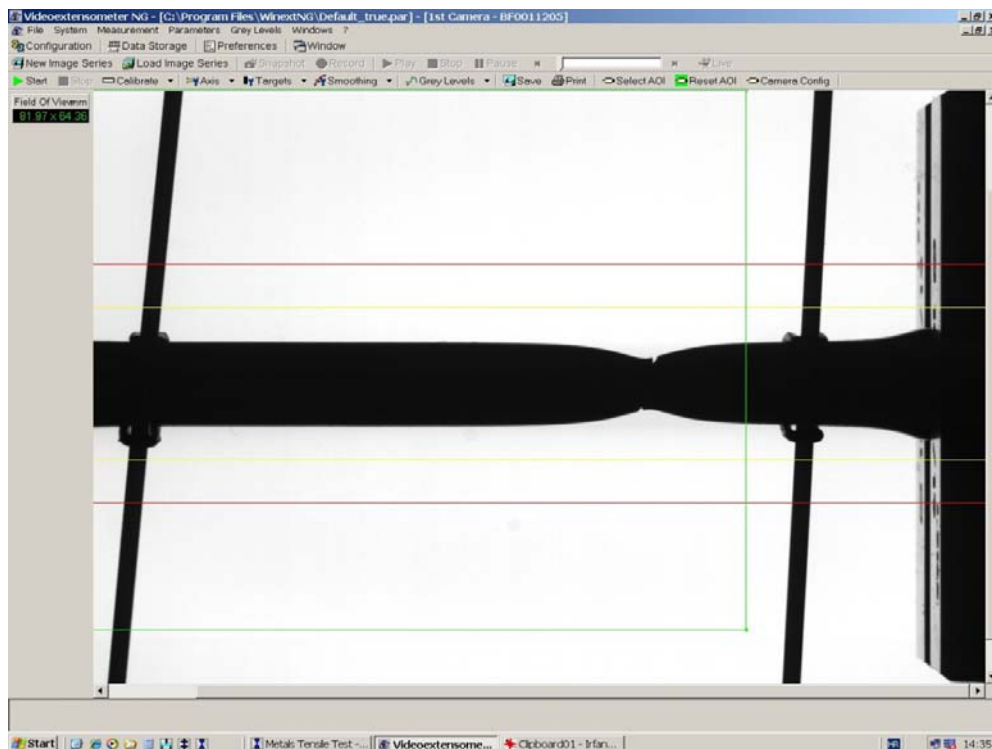 Videoextensometer NG - [C:\Program Files\WinextNG\Default_true.par] - [1st Camera - BF0011205]
File System Measurement Parameters Grey Levels Windows ?
Configuration Data Storage Preferences Window
New Image Series Load Image Series Snapshot Record Play Stop Pause Live
Start Stop Calibrate Axis Targets Smoothing Grey Levels Save Print Select AOI Reset AOI Camera Config
Field Of View mm
81.97 x 64.36
Start Metals Tensile Test -... Videoextensome... Clipboard01 - Irfan... 14:35